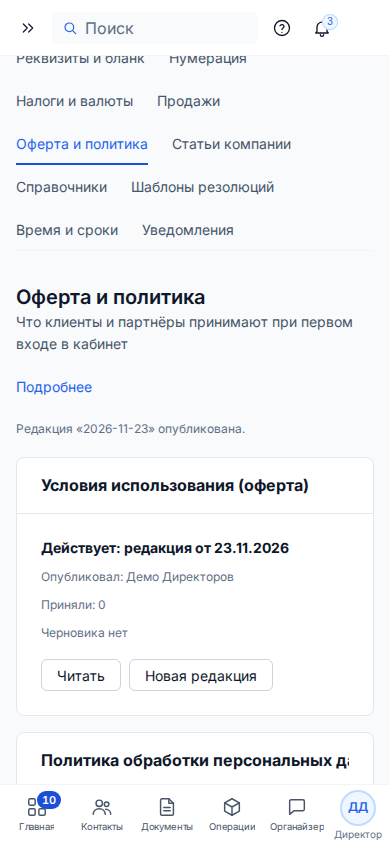 Поиск
3
Реквизиты и бланк Нумерация
Налоги и валюты Продажи
Оферта и политика Статьи компании
Справочники Шаблоны резолюций
Время и сроки Уведомления
Оферта и политика
Что клиенты и партнёры принимают при первом
входе в кабинет
Подробнее
Редакция «2026-11-23» опубликована.
Условия использования (оферта)
Действует: редакция от 23.11.2026
Опубликовал: Демо Директоров
Приняли: 0
Черновика нет
Читать Новая редакция
Политика обработки персональных
10
ДД
Главная Контакты Документы Операции Органайзер
Директор